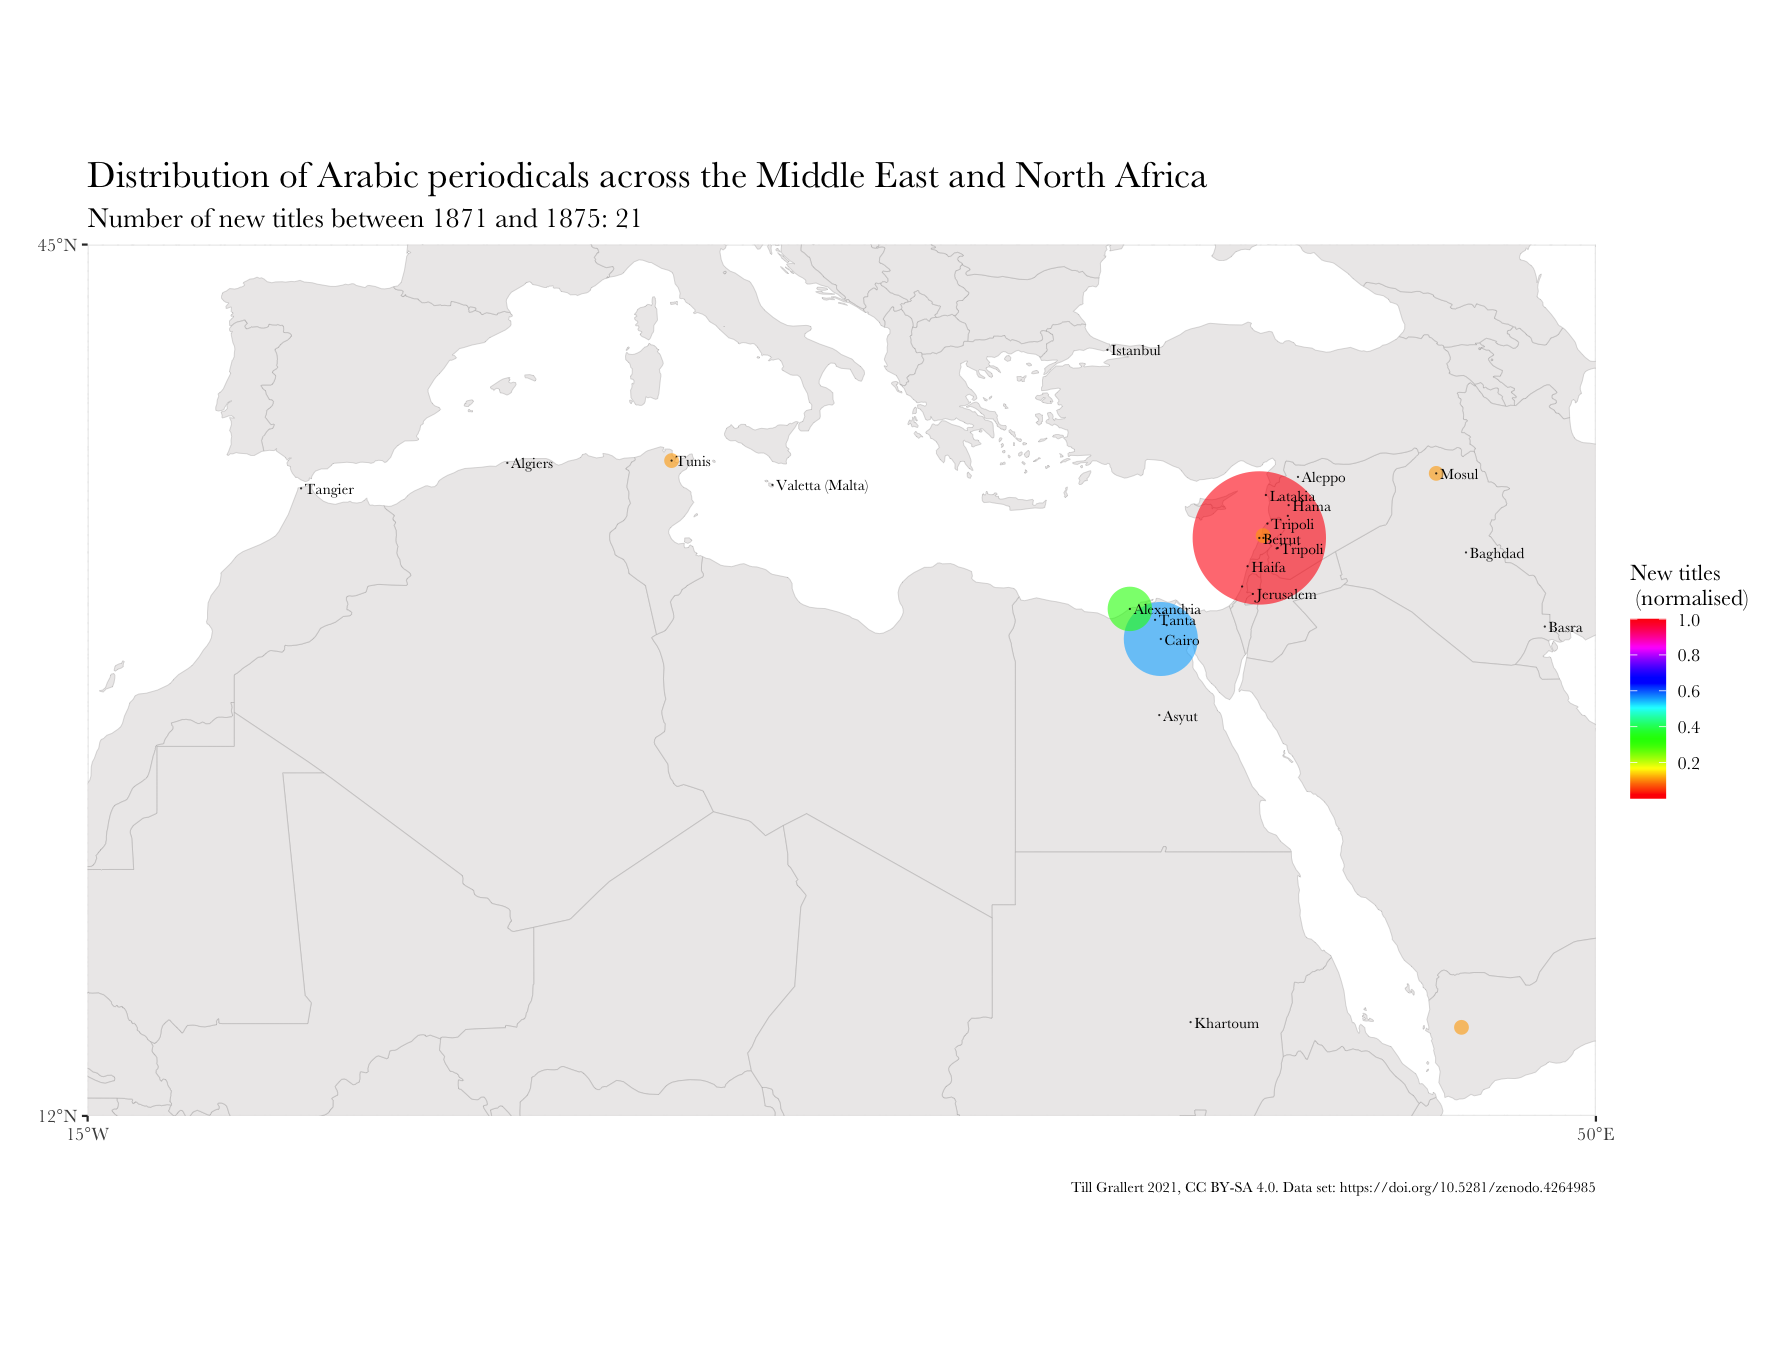 Distribution of Arabic periodicals across the Middle East and North Africa
Number of new titles between 1871 and 1875: 21
45°N
Istanbul
Algiers
Tunis
Tangier
Valetta (Malta)
Aleppo
Mosul
Latakia
Hama
Tripoli
Beirut
Tripoli
Baghdad
Haifa
Jerusalem
Alexandria
Tanta
Cairo
Basra
Asyut
Khartoum
New titles
(normalised)
1.0
0.8
0.6
0.4
0.2
12°N
15°W
50°E
Till Grallert 2021, CC BY-SA 4.0. Data set: https://doi.org/10.5281/zenodo.4264985